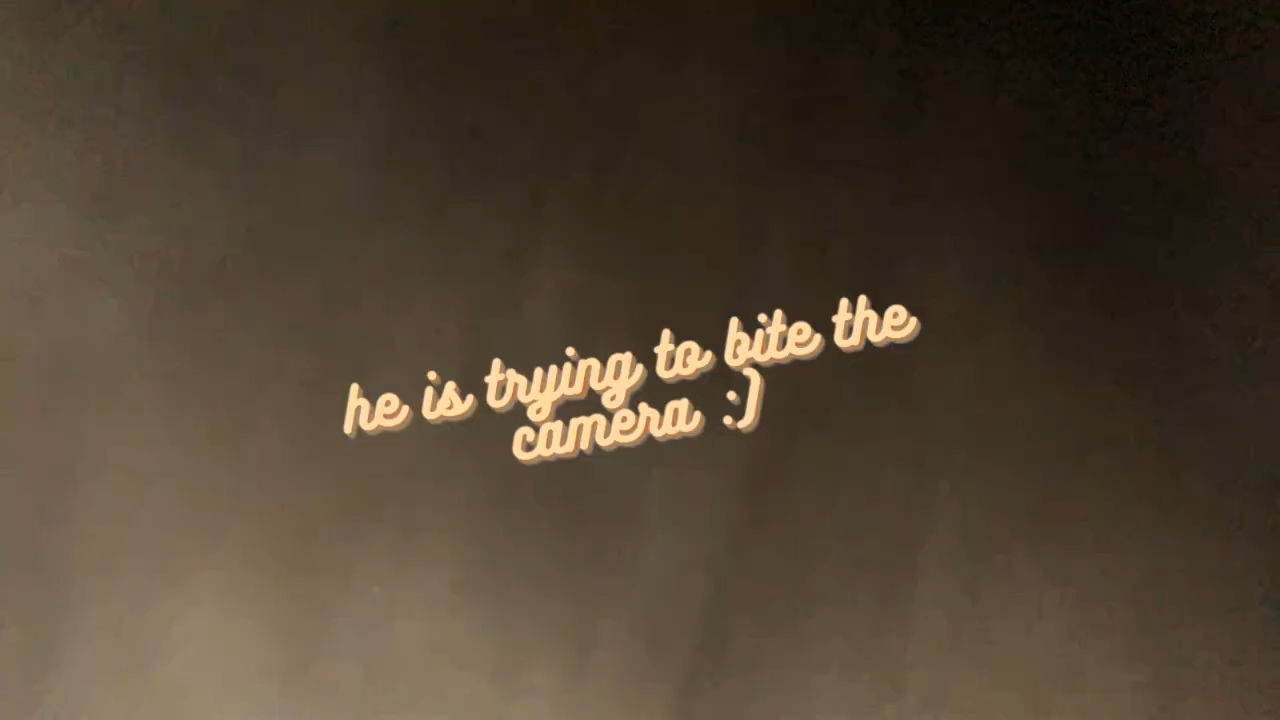 he is trying to bite the
camera :)